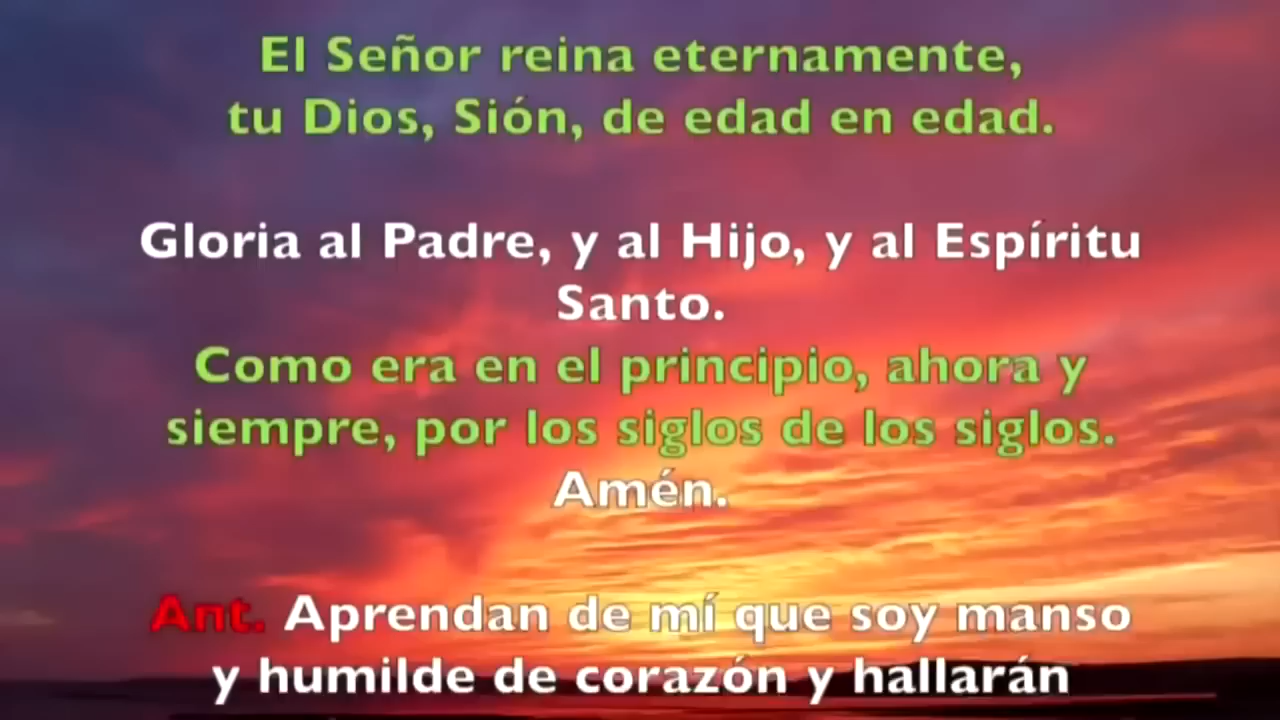 El Señor reina eternamente,
tu Dios, Sión, de edad en edad.
Gloria al Padre, y al Hijo, y al Espíritu
Santo.
Como era en el principio, ahora y
siempre, por los siglos de los siglos.
Amén.
Ant. Aprendan de mí que soy manso
y humilde de corazón y hallarán